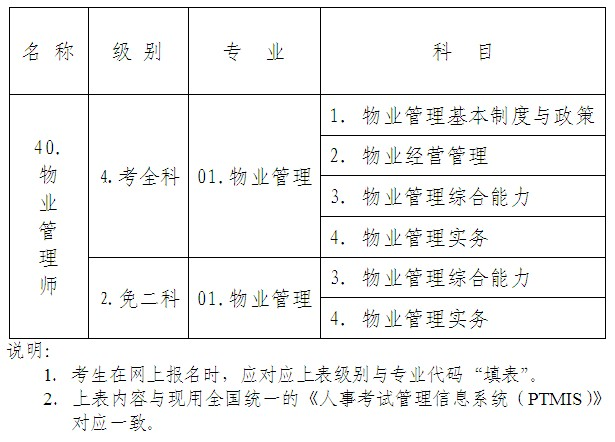 名 称 级 别 专 业 科 目
40.物业管理师 4.考全科 01.物业管理 1. 物业管理基本制度与政策
2. 物业经营管理
3. 物业管理综合能力
4. 物业管理实务
2.免二科 01.物业管理 3. 物业管理综合能力
4. 物业管理实务
说明:
1. 考生在网上报名时，应对应上表级别与专业代码“填表”。
2. 上表内容与现用全国统一的《人事考试管理信息系统（PTMIS）》
对应一致。